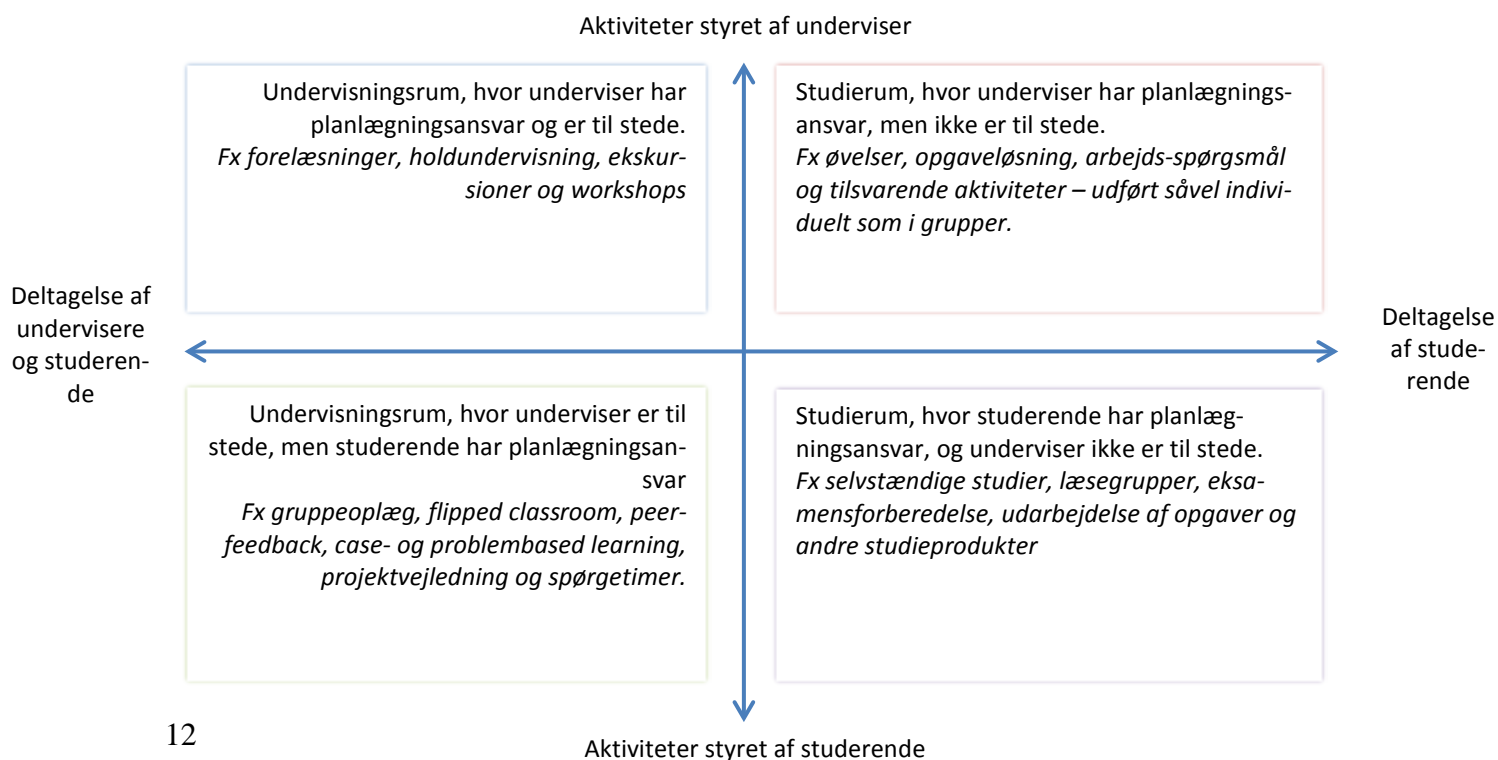 Aktiviteter styret af underviser
Undervisningsrum, hvor underviser har
planlægningsansvar og er til stede.
Fx forelæsninger, holdundervisning, ekskur-
sioner og workshops
Studierum, hvor underviser har planlægnings-
ansvar, men ikke er til stede.
Fx øvelser, opgaveløsning, arbejds-spørgsmål
og tilsvarende aktiviteter – udført såvel indivi-
duelt som i grupper.
Deltagelse af
undervisere
og studeren-
de
Deltagelse
af stude-
rende
Undervisningsrum, hvor underviser er til
stede, men studerende har planlægningsan-
svar
Fx gruppeoplæg, flipped classroom, peer-
feedback, case- og problembased learning,
projektvejledning og spørgetimer.
Studierum, hvor studerende har planlæg-
ningsansvar, og underviser ikke er til stede.
Fx selvstændige studier, læsegrupper, eksa-
mensforberedelse, udarbejdelse af opgaver og
andre studieprodukter
12
Aktiviteter styret af studerende